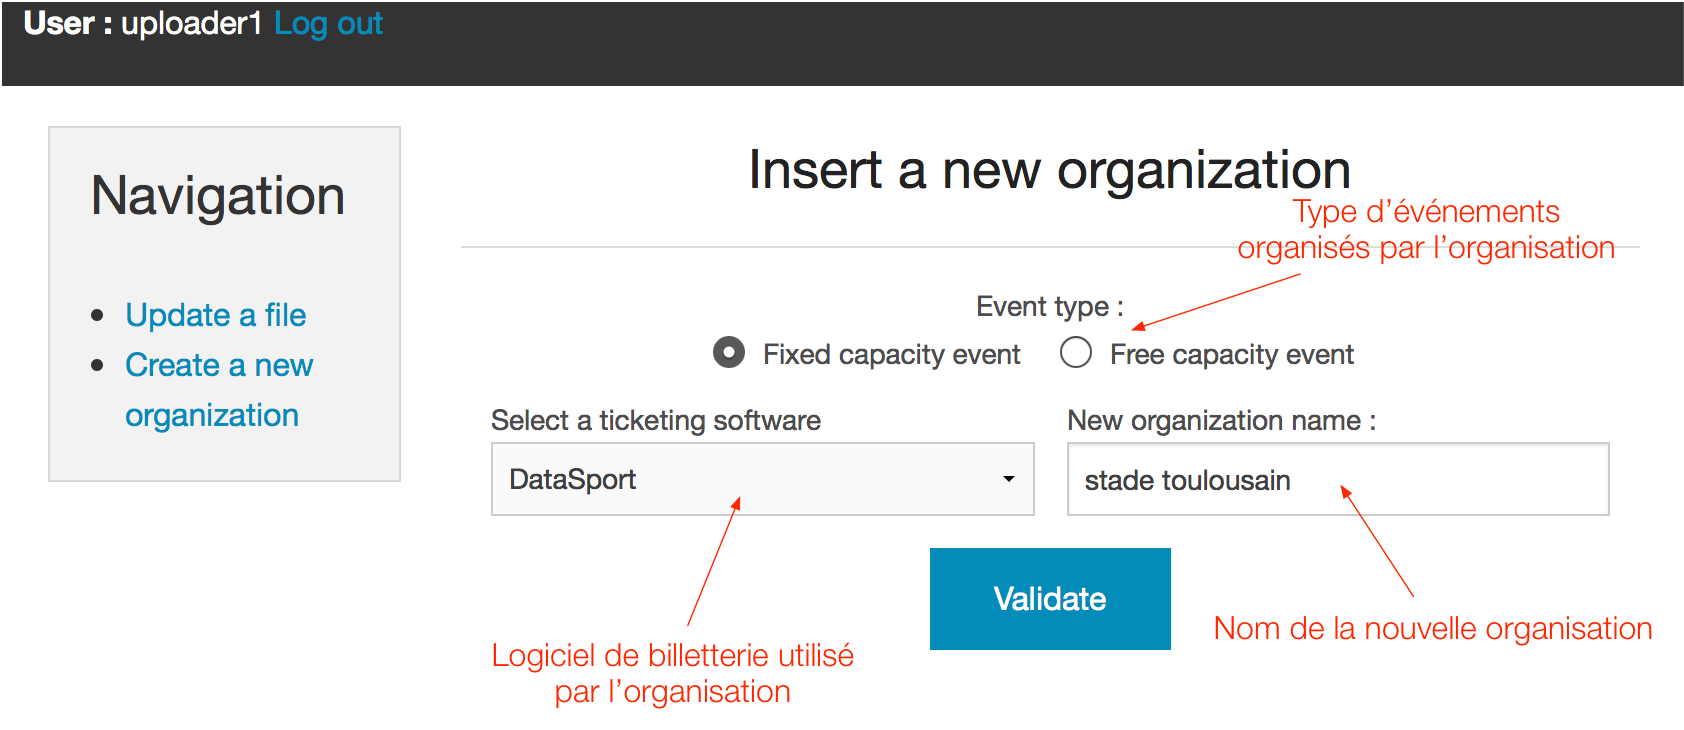 User : uploader1 Log out
Navigation
Update a file
Create a new
organization
Insert a new organization
Type d’événements
organisés par l’organisation
Event type :
Fixed capacity event Free capacity event
Select a ticketing software New organization name :
DataSport stade toulousain
Validate
Nom de la nouvelle organisation
Logiciel de billetterie utilisé
par l’organisation